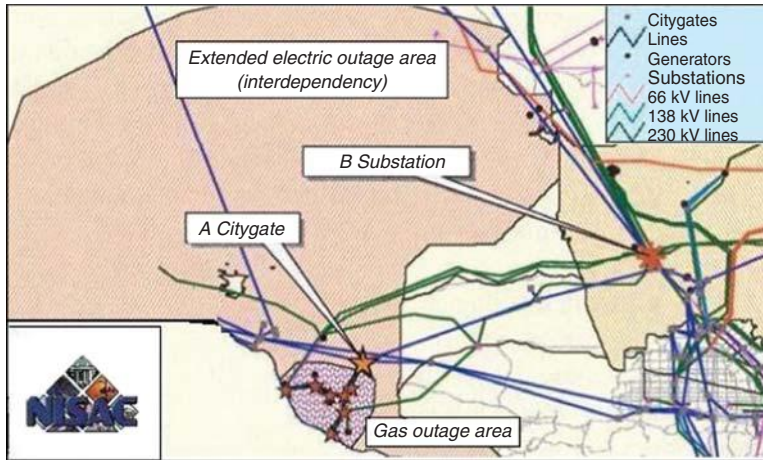 Extended electric outage area
(interdependency)
B Substation
A Citygate
Gas outage area
Citygates
Lines
Generators
Substations
66 kV lines
138 kV lines
230 kV lines
NISAC